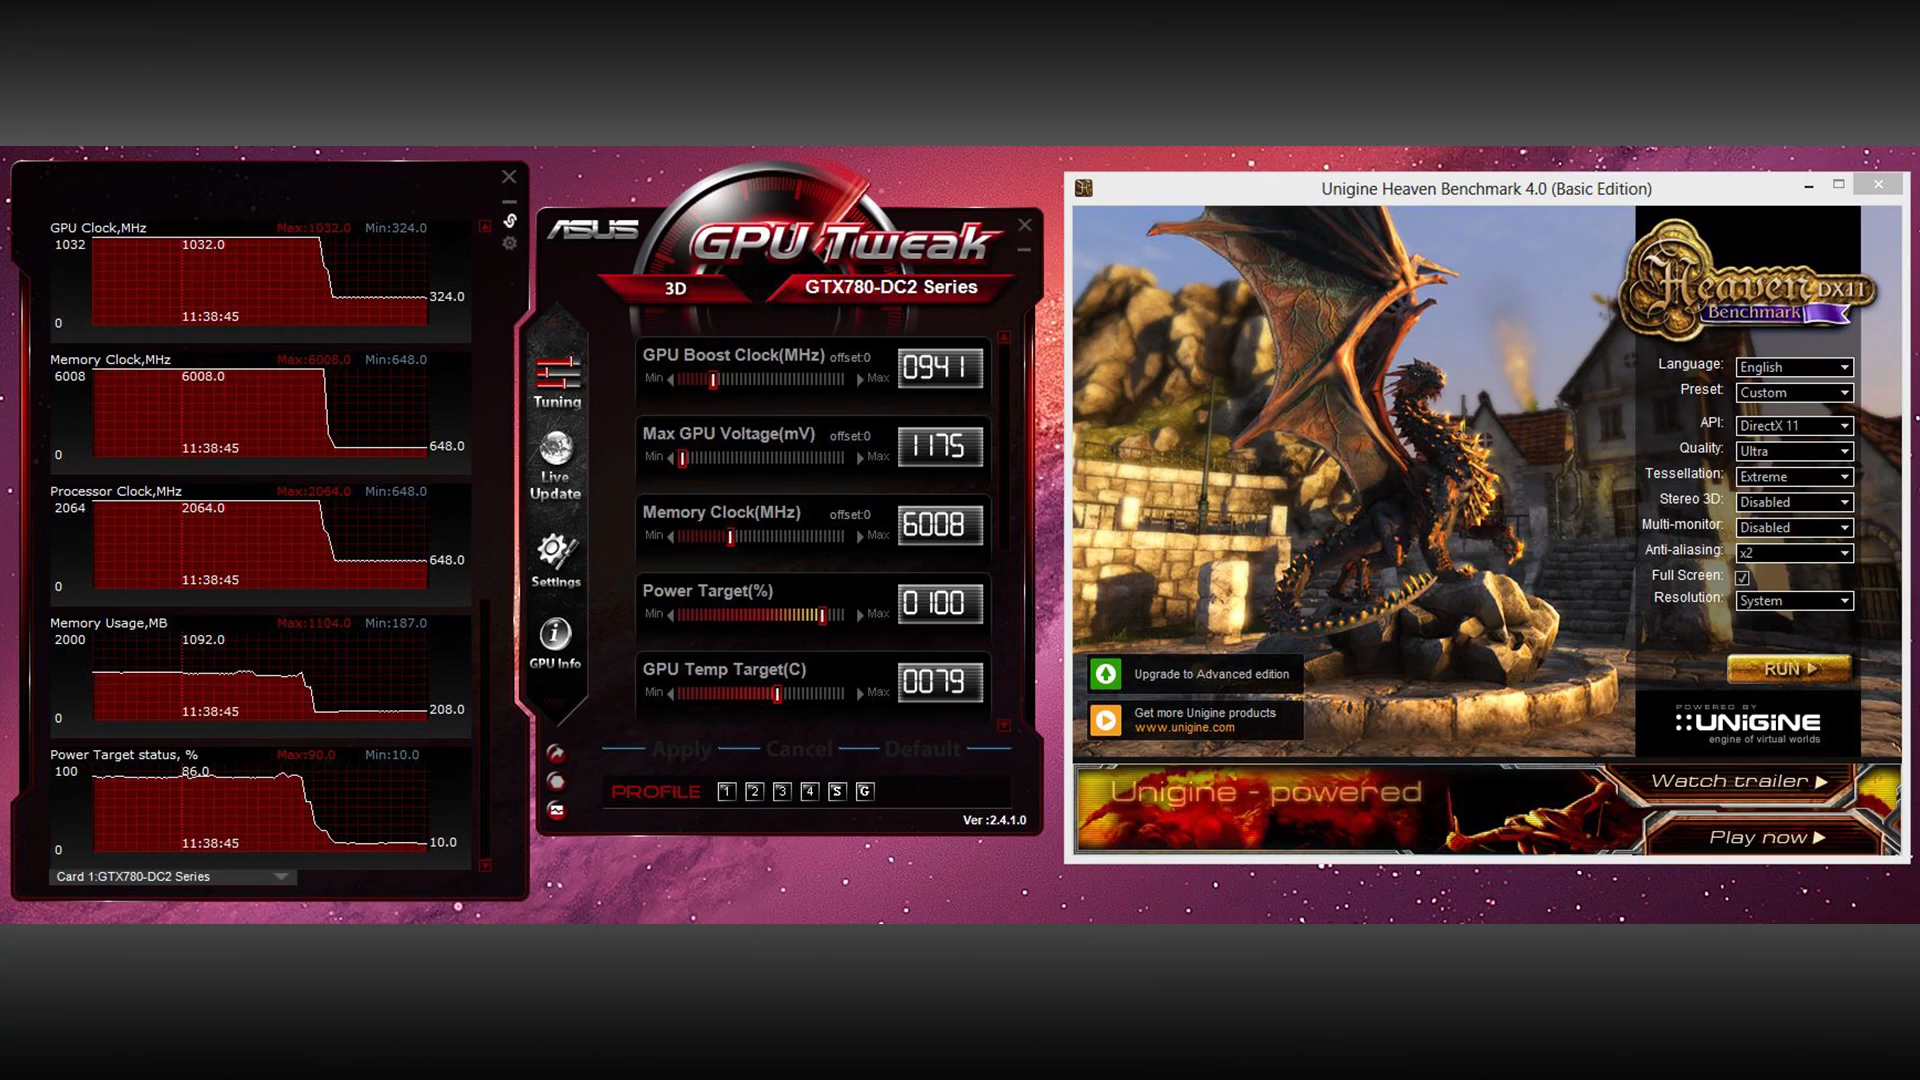 GPU Clock,MHz Max:1032.0 Min:324.0
1032 1032.0
324.0
11:38:45
0
Memory Clock,MHz Max:6008.0 Min:648.0
6008 6008.0
648.0
11:38:45
0
Processor Clock,MHz Max:2064.0 Min:648.0
2064 2064.0
648.0
11:38:45
0
Memory Usage,MB Max:1104.0 Min:187.0
2000 1092.0
208.0
11:38:45
0
Power Target status, % Max:90.0 Min:10.0
100 86.0
10.0
11:38:45
0
Card 1:GTX780-DC2 Series
ASUS GPU Tweak
3D GTX780-DC2 Series
Tuning
Live
Update
Settings
GPU Info
GPU Boost Clock(MHz) offset:0 0941
Min Max
Max GPU Voltage(mV) offset:0 1175
Min Max
Memory Clock(MHz) offset:0 6008
Min Max
Power Target(%) 0100
Min Max
GPU Temp Target(C) 0079
Min Max
Apply Cancel Default
PROFILE 1 2 3 4 S G
Ver :2.4.1.0
Unigine Heaven Benchmark 4.0 (Basic Edition)
Heaven DX11
Benchmark
Language: English
Preset: Custom
API: DirectX 11
Quality: Ultra
Tessellation: Extreme
Stereo 3D: Disabled
Multi-monitor: Disabled
Anti-aliasing: x2
Full Screen:
Resolution: System
RUN
POWERED BY
UNIGINE
engine of virtual worlds
Upgrade to Advanced edition
Get more Unigine products
www.unigine.com
Unigine - powered
Watch trailer
Play now